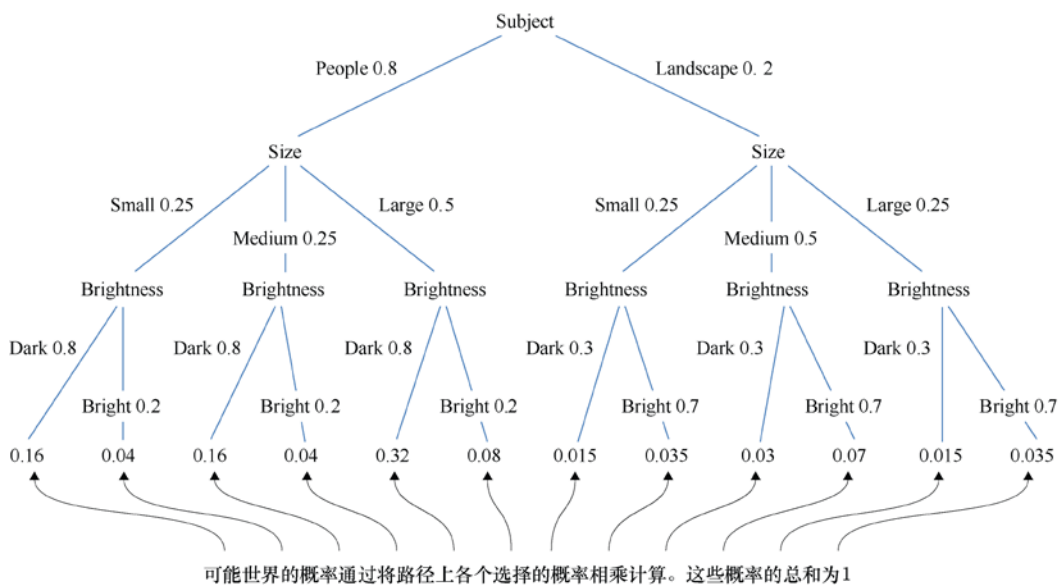 Subject
People 0.8
Landscape 0. 2
Size
Size
Small 0.25
Large 0.5
Small 0.25
Large 0.25
Medium 0.25
Medium 0.5
Brightness
Brightness
Brightness
Brightness
Brightness
Brightness
Dark 0.8
Dark 0.8
Dark 0.8
Dark 0.3
Dark 0.3
Dark 0.3
Bright 0.2
Bright 0.2
Bright 0.2
Bright 0.7
Bright 0.7
Bright 0.7
0.16
0.04
0.16
0.04
0.32
0.08
0.015
0.035
0.03
0.07
0.015
0.035
可能世界的概率通过将路径上各个选择的概率相乘计算。这些概率的总和为1